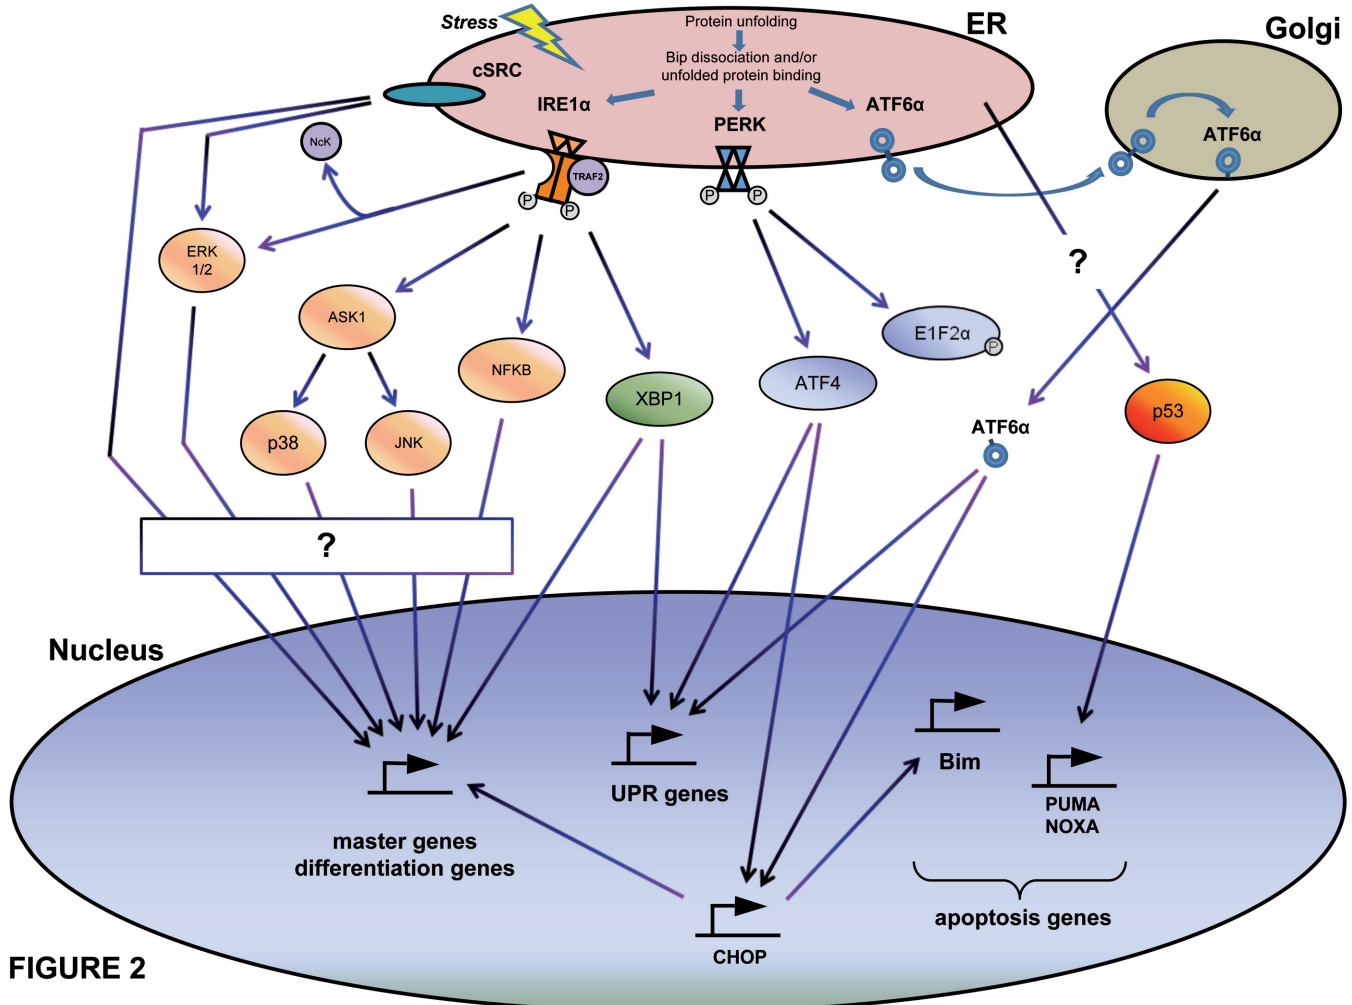 Stress
Protein unfolding
ER
Golgi
Bip dissociation and/or
unfolded protein binding
cSRC
IRE1α
PERK
ATF6α
ATF6α
NcK
TRAF2
P
P
P
P
ERK
1/2
?
ASK1
NFKB
E1F2α
P
XBP1
ATF4
p53
p38
JNK
ATF6α
?
Nucleus
Bim
UPR genes
PUMA
NOXA
master genes
differentiation genes
apoptosis genes
CHOP
FIGURE 2